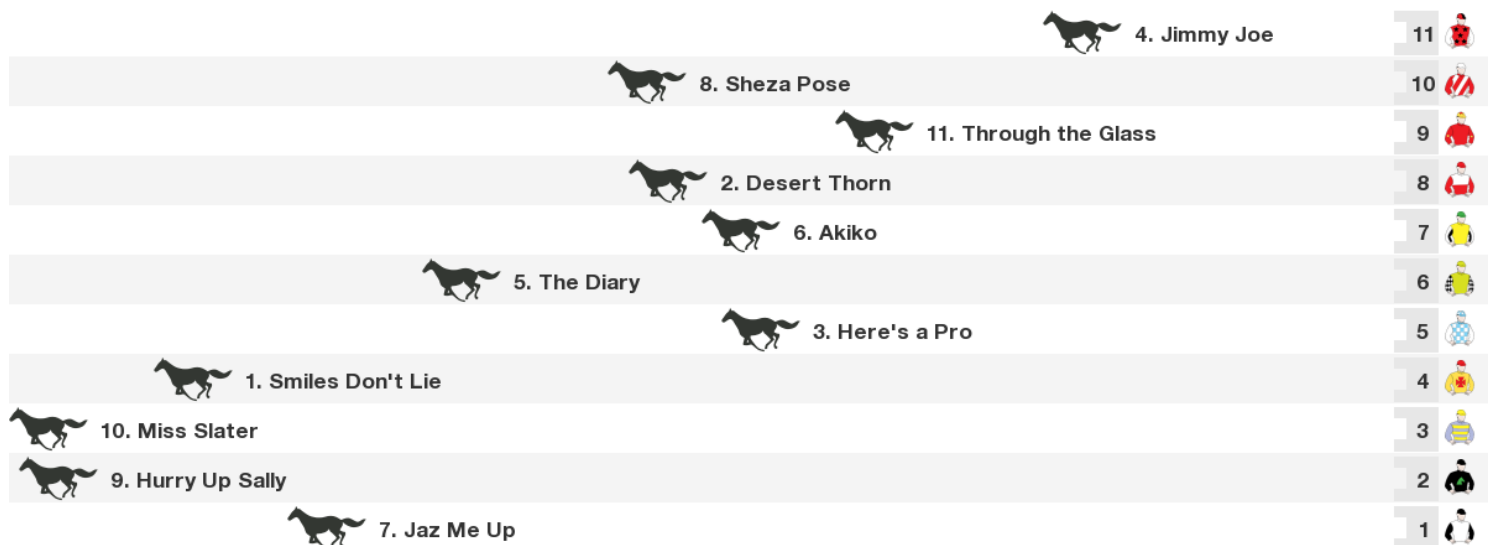 4. Jimmy Joe 11
8. Sheza Pose 10
11. Through the Glass 9
2. Desert Thorn 8
6. Akiko 7
5. The Diary 6
3. Here's a Pro 5
1. Smiles Don't Lie 4
10. Miss Slater 3
9. Hurry Up Sally 2
7. Jaz Me Up 1